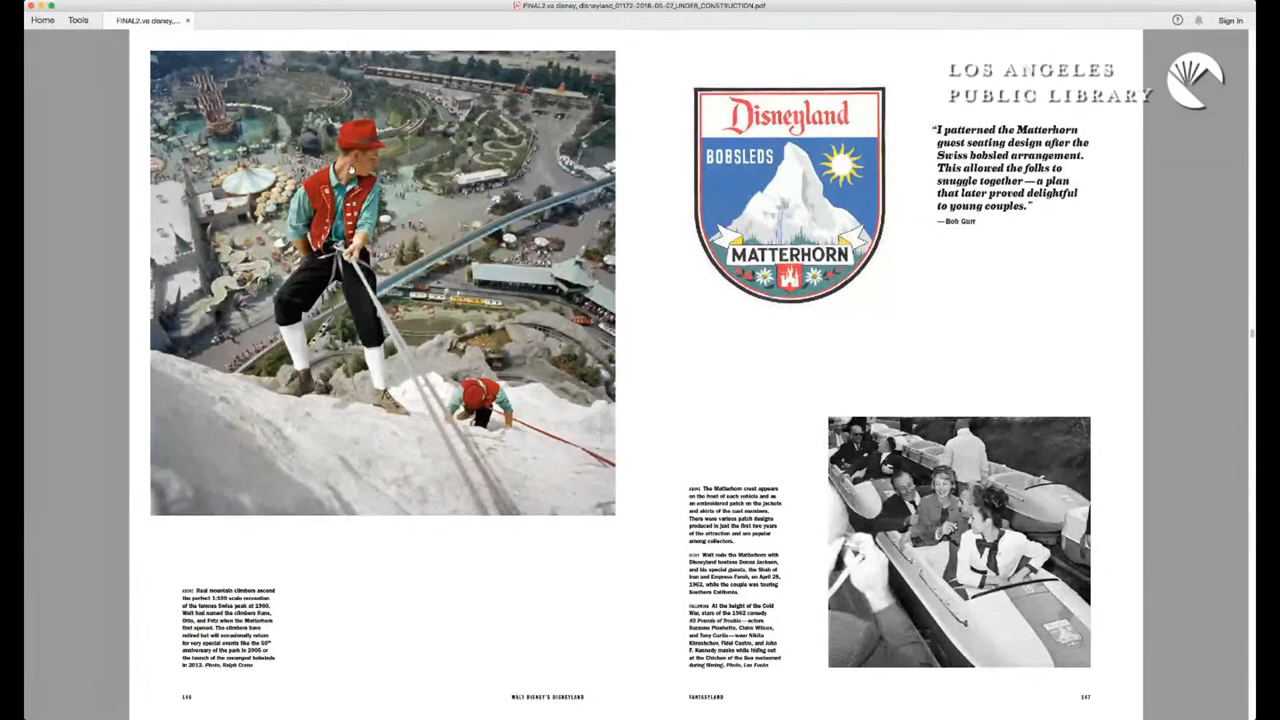 FINAL2.va disney, disneyland_01172-2018-05-07_UNDER_CONSTRUCTION.pdf
Home Tools FINAL2.va disney,... × Sign In
LOS ANGELES
PUBLIC LIBRARY
Disneyland
BOBSLEDS
MATTERHORN
“I patterned the Matterhorn
guest seating design after the
Swiss bobsled arrangement.
This allowed the folks to
snuggle together — a plan
that later proved delightful
to young couples.”
— Bob Gurr
ABOVE Real mountain climbers ascend
the perfect 1:100 scale recreation
of the famous Swiss peak at 1960.
Walt had named the climbers Hans,
Otto, and Fritz when the Matterhorn
first opened. The climbers have
retired but will occasionally return
for very special events like the 50th
anniversary of the park in 2005 or
the launch of the revamped bobsleds
in 2012. Photo, Ralph Crane
ABOVE The Matterhorn crest appears
on the front of each vehicle and as
an embroidered patch on the jackets
and shirts of the cast members.
There were various patch designs
produced in just the first two years
of the attraction and are popular
among collectors.
RIGHT Walt rode the Matterhorn with
Disneyland hostess Donna Jackson,
and his special guests, the Shah of
Iran and Empress Farah, on April 25,
1962, while the couple was touring
Southern California.
FOLLOWING At the height of the Cold
War, stars of the 1962 comedy
40 Pounds of Trouble — actors
Suzanne Pleshette, Claire Wilcox,
and Tony Curtis — wear Nikita
Khrushchev, Fidel Castro, and John
F. Kennedy masks while hiding out
at the Chicken of the Sea restaurant
during filming. Photo,
146 WALT DISNEY'S DISNEYLAND
FANTASYLAND 147